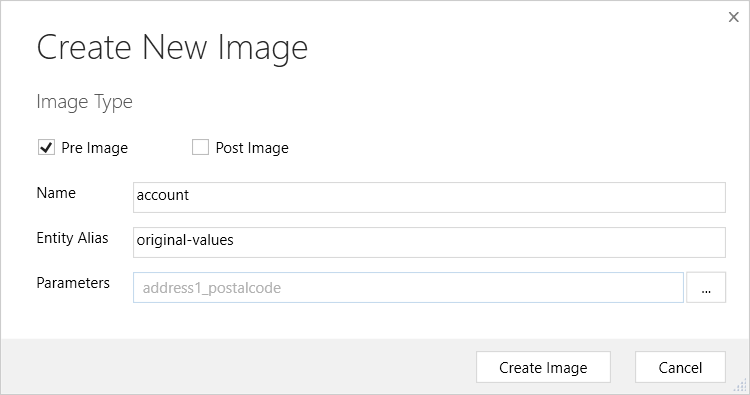 Create New Image
Image Type
Pre Image Post Image
Name account
Entity Alias original-values
Parameters address1_postalcode ...
Create Image Cancel